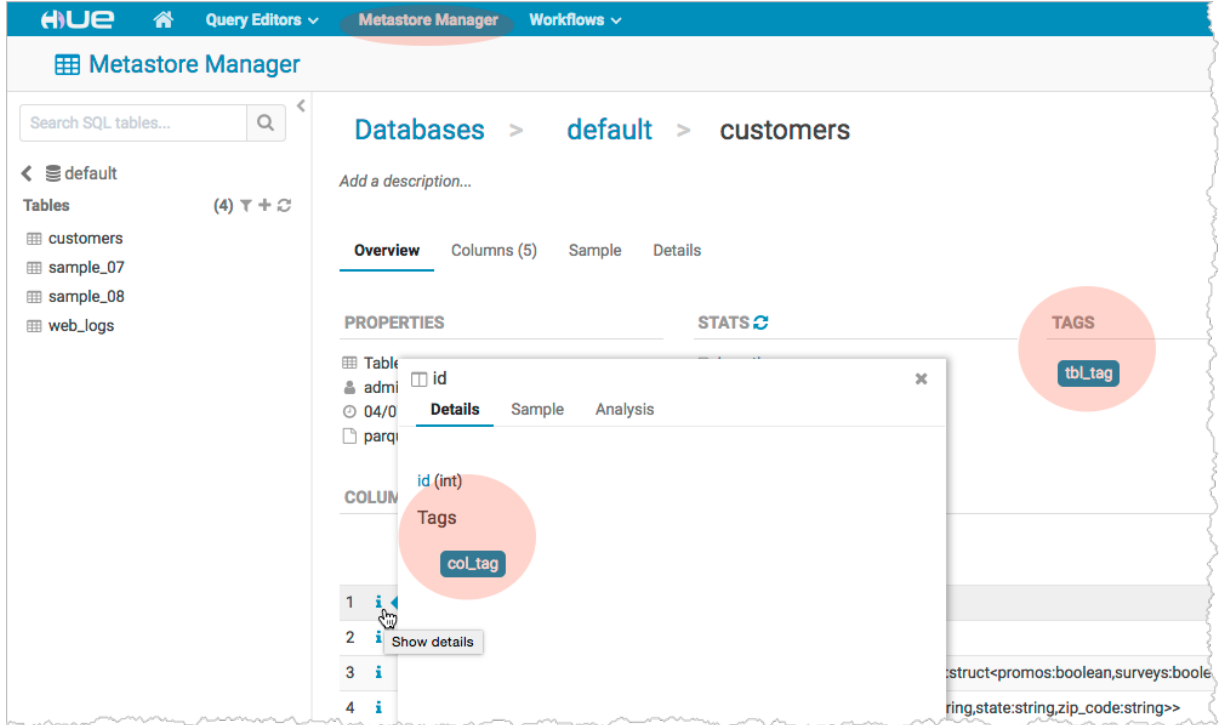 HUE Query Editors Metastore Manager Workflows
Metastore Manager
Search SQL tables...
Databases > default > customers
default
Add a description...
Tables (4)
customers
sample_07
sample_08
web_logs
Overview Columns (5) Sample Details
PROPERTIES STATS TAGS
Table
admi
04/0
parqu
tbl_tag
id
Details Sample Analysis
id (int)
Tags
col_tag
COLUM
1 i
Show details
2 i
3 i :struct<promos:boolean,surveys:boole
4 i ring,state:string,zip_code:string>>